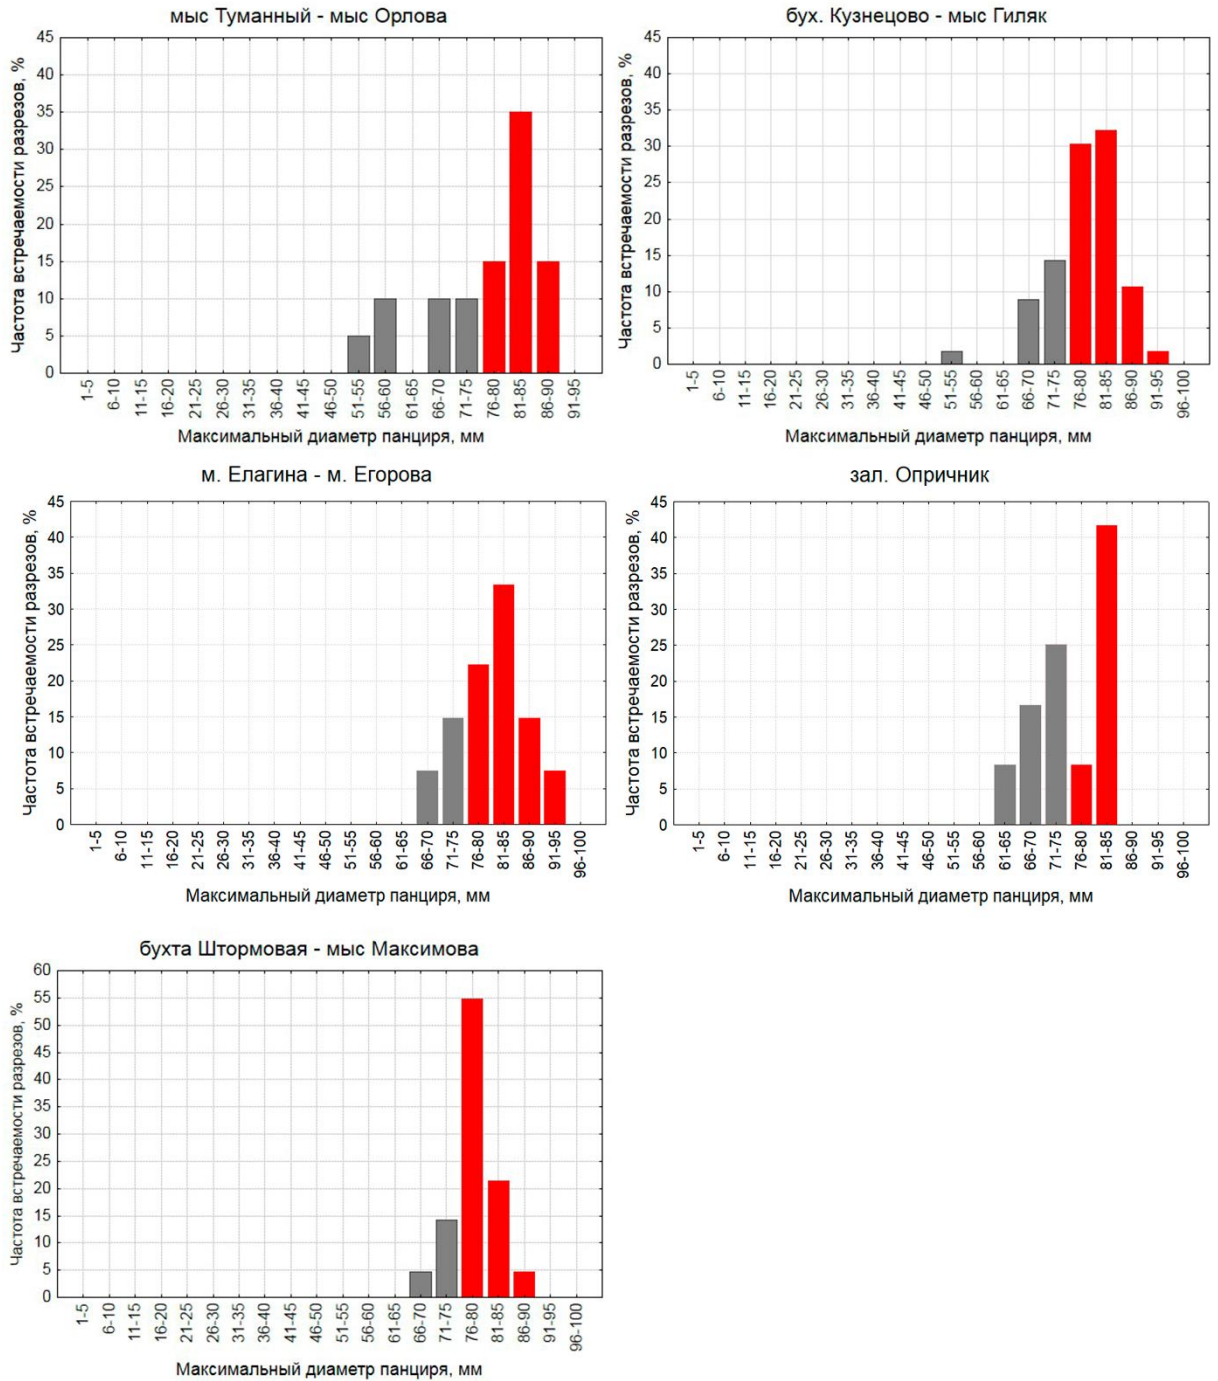 мыс Туманный - мыс Орлова
Частота встречаемости разрезов, %
45
40
35
30
25
20
15
10
5
0
1-5 6-10 11-15 16-20 21-25 26-30 31-35 36-40 41-45 46-50 51-55 56-60 61-65 66-70 71-75 76-80 81-85 86-90 91-95
Максимальный диаметр панциря, мм
бух. Кузнецово - мыс Гиляк
Частота встречаемости разрезов, %
45
40
35
30
25
20
15
10
5
0
1-5 6-10 11-15 16-20 21-25 26-30 31-35 36-40 41-45 46-50 51-55 56-60 61-65 66-70 71-75 76-80 81-85 86-90 91-95 96-100
Максимальный диаметр панциря, мм
м. Елагина - м. Егорова
Частота встречаемости разрезов, %
45
40
35
30
25
20
15
10
5
0
1-5 6-10 11-15 16-20 21-25 26-30 31-35 36-40 41-45 46-50 51-55 56-60 61-65 66-70 71-75 76-80 81-85 86-90 91-95 96-100
Максимальный диаметр панциря, мм
зал. Опричник
Частота встречаемости разрезов, %
45
40
35
30
25
20
15
10
5
0
1-5 6-10 11-15 16-20 21-25 26-30 31-35 36-40 41-45 46-50 51-55 56-60 61-65 66-70 71-75 76-80 81-85 86-90 91-95 96-100
Максимальный диаметр панциря, мм
бухта Штормовая - мыс Максимова
Частота встречаемости разрезов, %
60
55
50
45
40
35
30
25
20
15
10
5
0
1-5 6-10 11-15 16-20 21-25 26-30 31-35 36-40 41-45 46-50 51-55 56-60 61-65 66-70 71-75 76-80 81-85 86-90 91-95 96-100
Максимальный диаметр панциря, мм